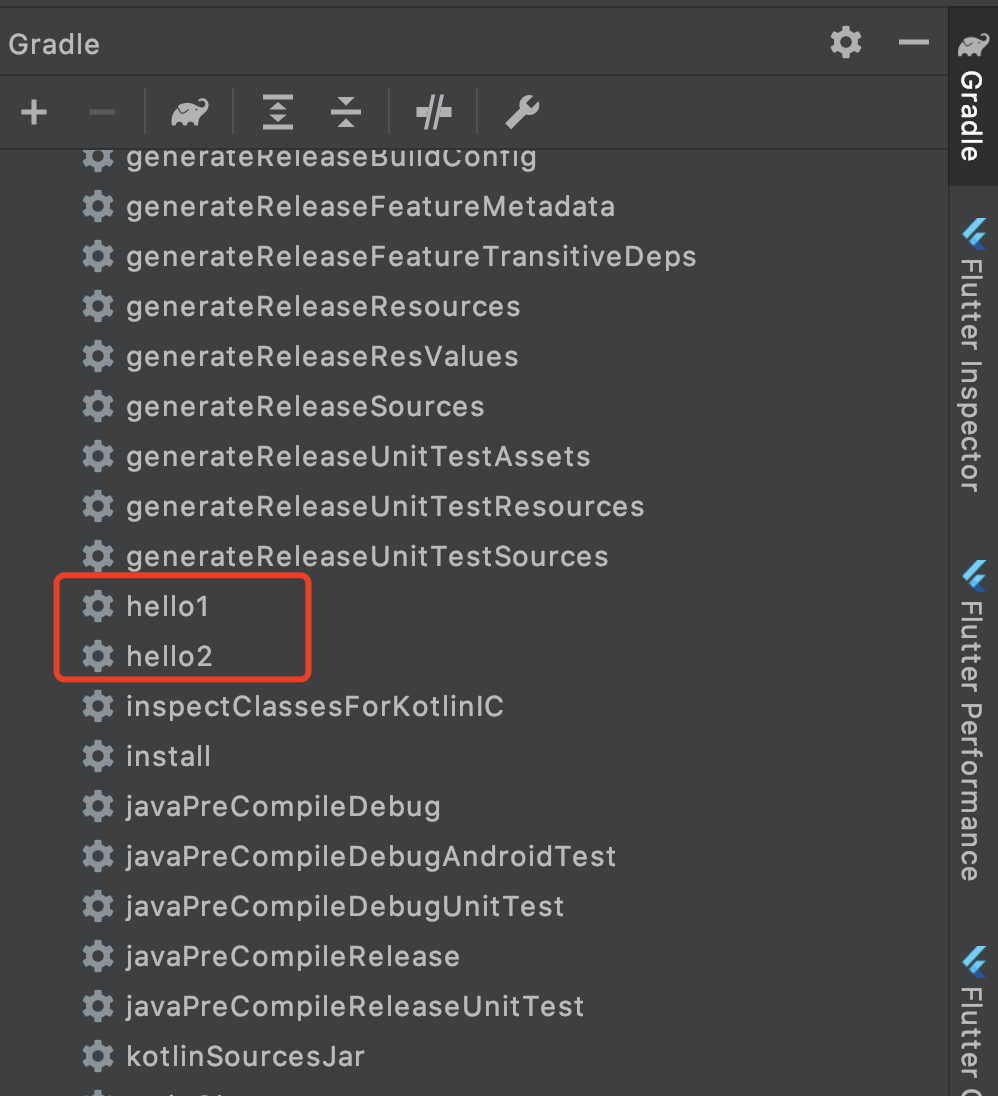 Gradle
generateReleaseBuildConfig
generateReleaseFeatureMetadata
generateReleaseFeatureTransitiveDeps
generateReleaseResources
generateReleaseResValues
generateReleaseSources
generateReleaseUnitTestAssets
generateReleaseUnitTestResources
generateReleaseUnitTestSources
hello1
hello2
inspectClassesForKotlinIC
install
javaPreCompileDebug
javaPreCompileDebugAndroidTest
javaPreCompileDebugUnitTest
javaPreCompileRelease
javaPreCompileReleaseUnitTest
kotlinSourcesJar
Gradle
Flutter Inspector
Flutter Performance
Flutter